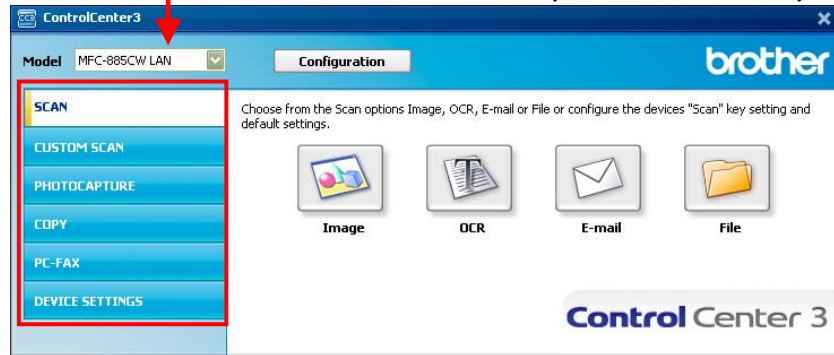 ControlCenter3
Model MFC-885CW LAN Configuration brother
SCAN
CUSTOM SCAN
PHOTOCAPTURE
COPY
PC-FAX
DEVICE SETTINGS
Choose from the Scan options Image, OCR, E-mail or File or configure the devices "Scan" key setting and
default settings.
Image OCR E-mail File
Control Center 3